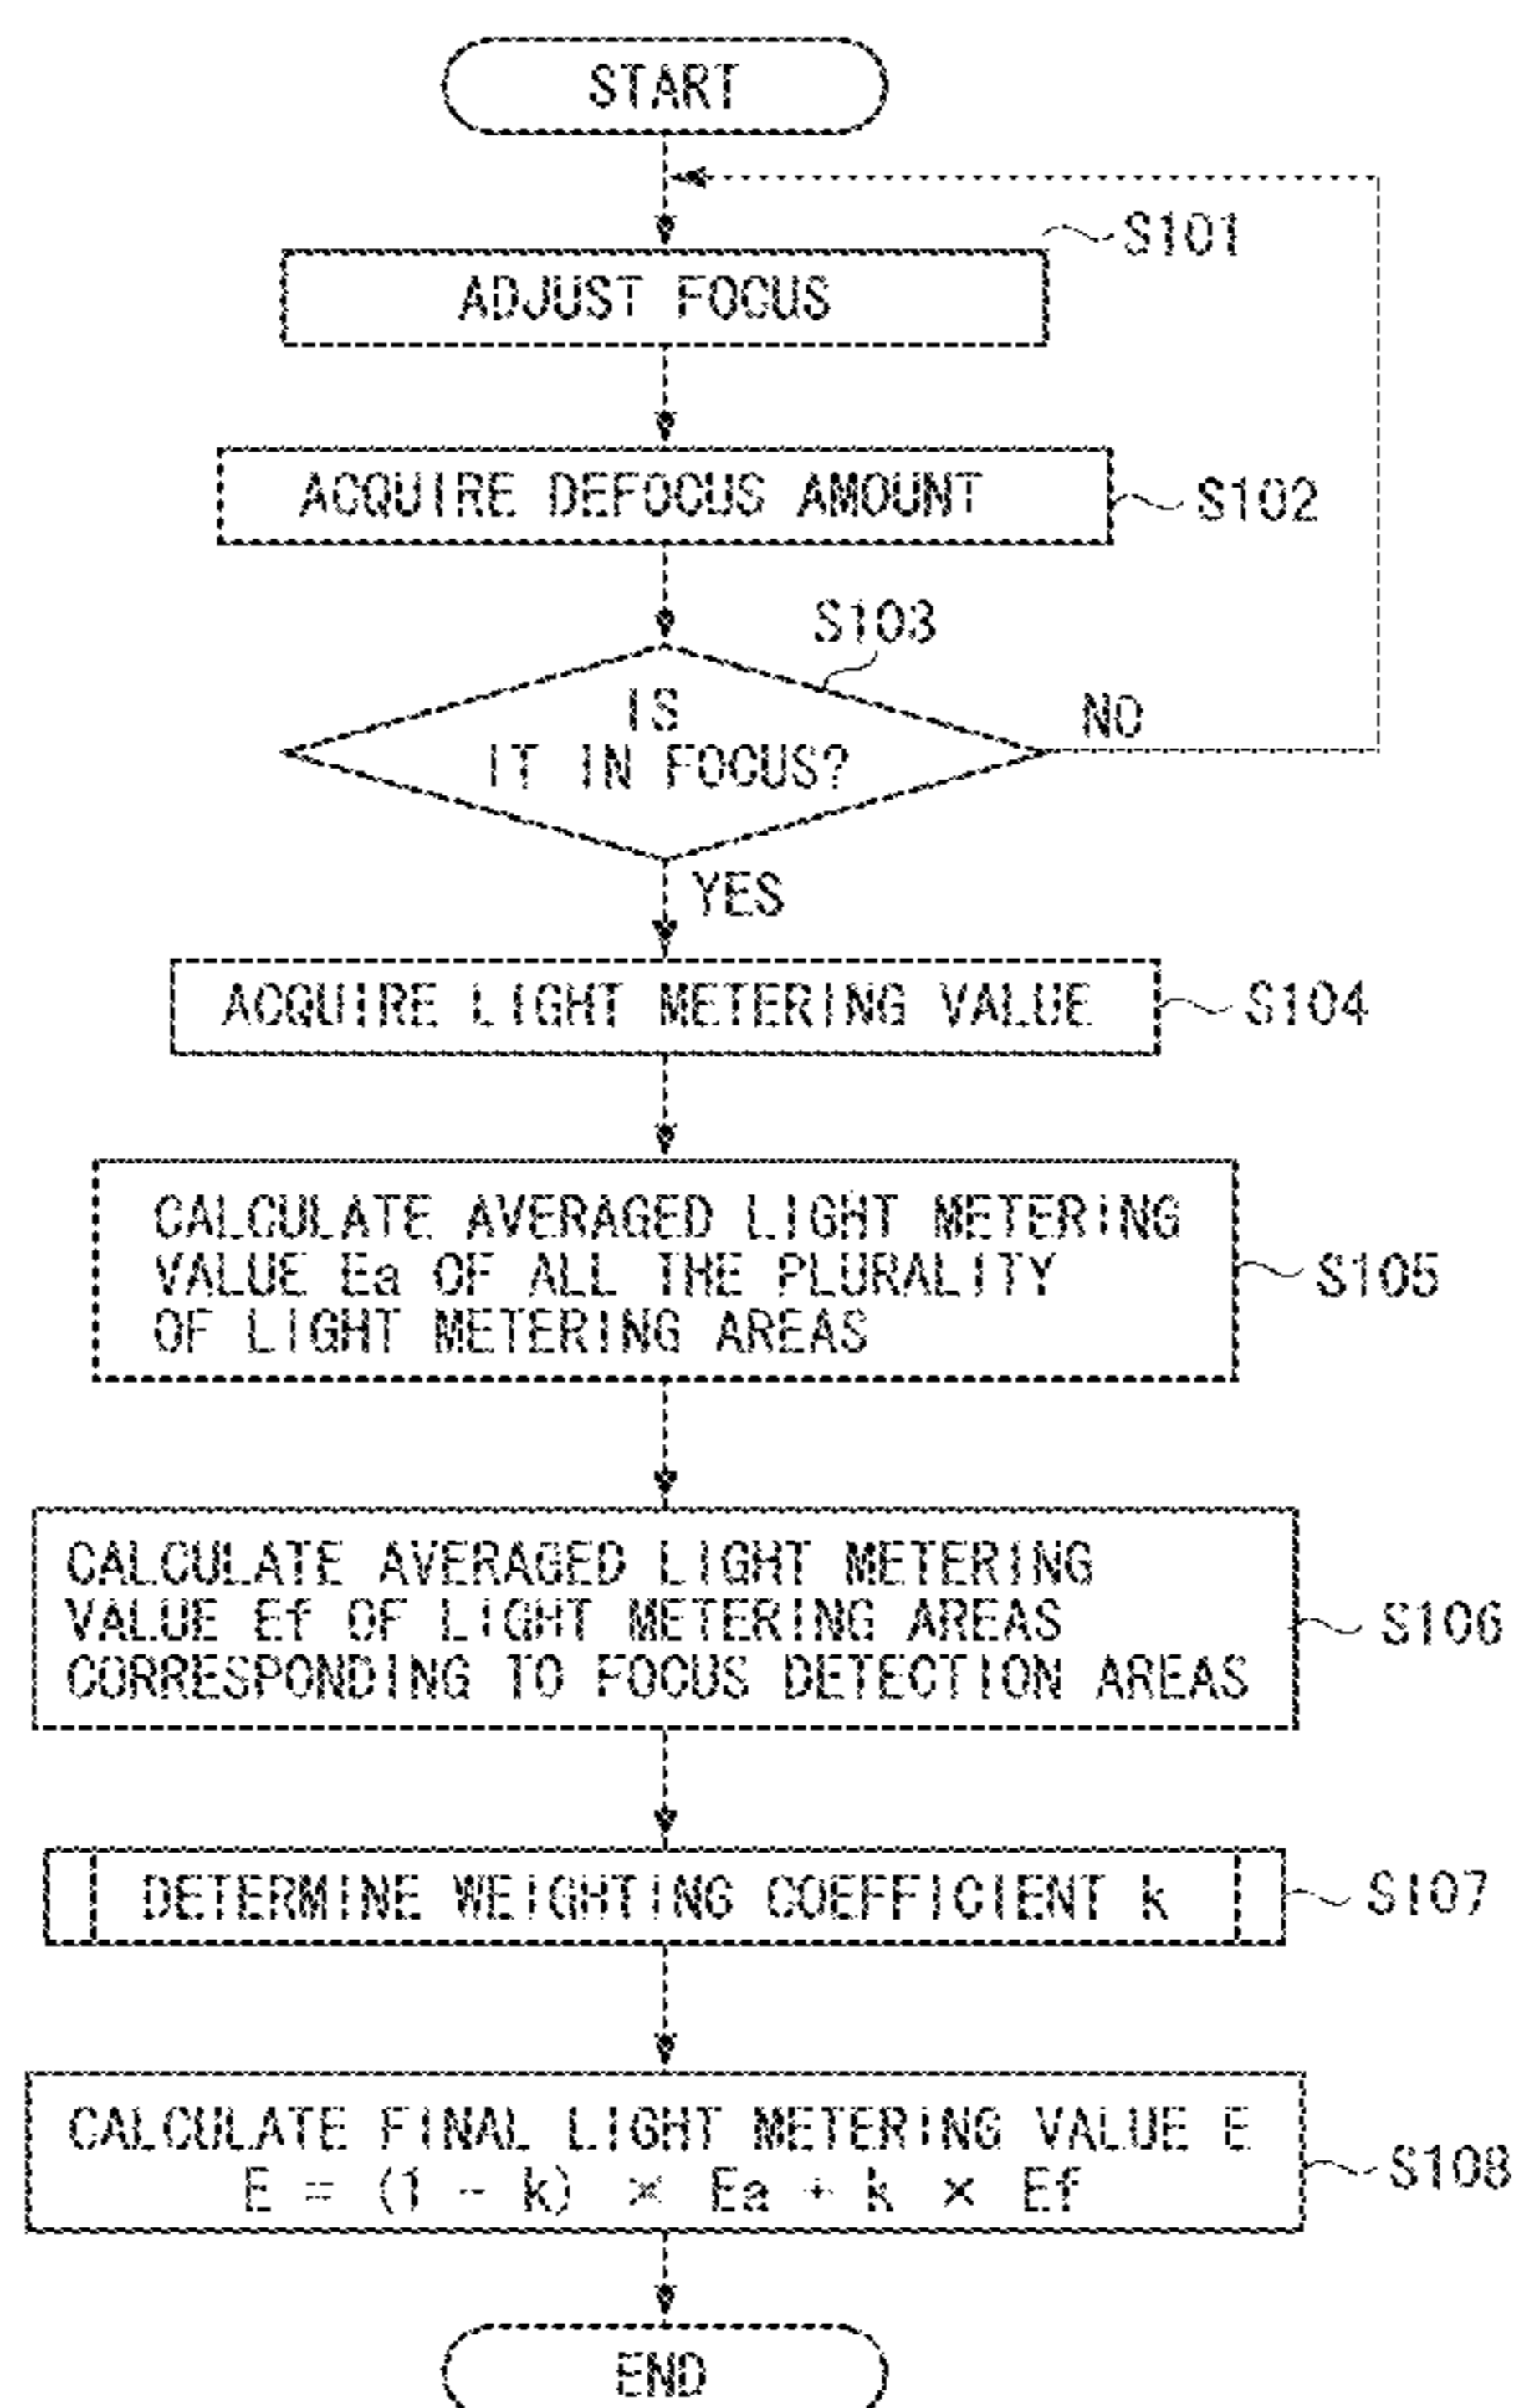 START
S101
ADJUST FOCUS
ACQUIRE DEFOCUS AMOUNT
S102
S103
IS
IT IN FOCUS?
NO
YES
ACQUIRE LIGHT METERING VALUE
S104
CALCULATE AVERAGED LIGHT METERING
VALUE Ea OF ALL THE PLURALITY
OF LIGHT METERING AREAS
S105
CALCULATE AVERAGED LIGHT METERING
VALUE Ef OF LIGHT METERING AREAS
CORRESPONDING TO FOCUS DETECTION AREAS
S106
DETERMINE WEIGHTING COEFFICIENT k
S107
CALCULATE FINAL LIGHT METERING VALUE E
E = (1 - k) × Ea + k × Ef
S108
END